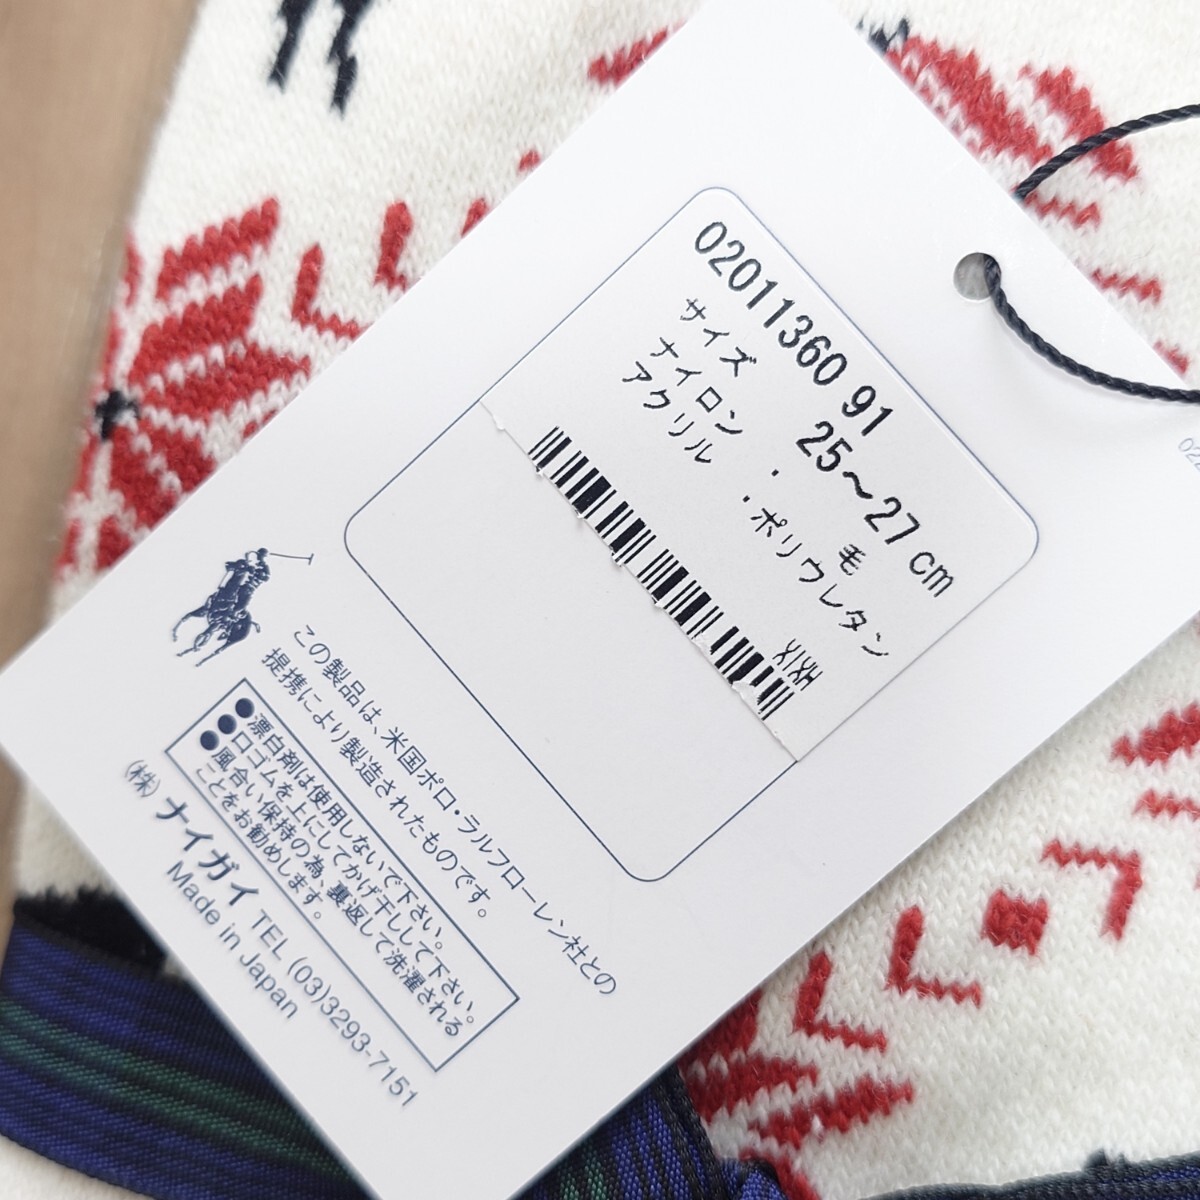 02011360 91
サイズ 25～27 cm
ナイロン ・ 毛
アクリル ・ポリウレタン
この製品は、米国ポロ・ラルフローレン社との
提携により製造されたものです。
●漂白剤は使用しないで下さい。
●口ゴムを上にしてかげ干しして下さい。
●風合い保持の為、裏返して洗濯される
ことをお勧めします。
(株) ナイガイ TEL (03)3293-7151
Made in Japan